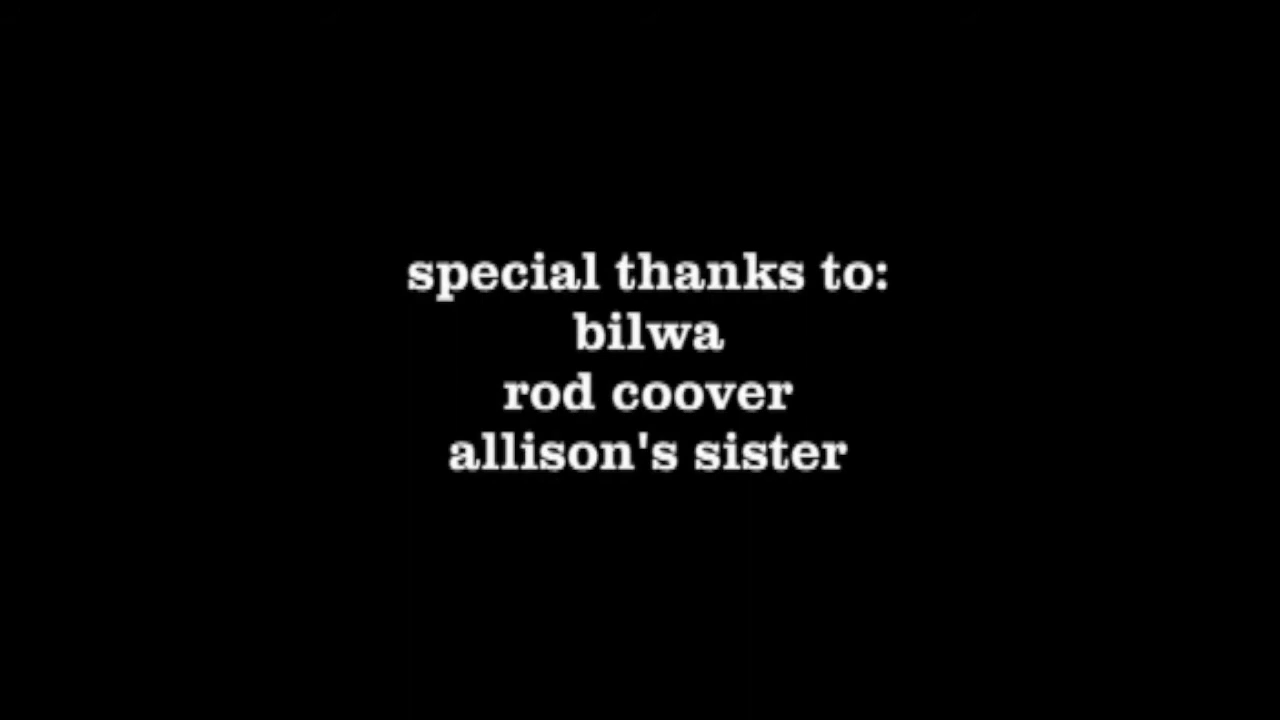 special thanks to:
bilwa
rod coover
allison's sister